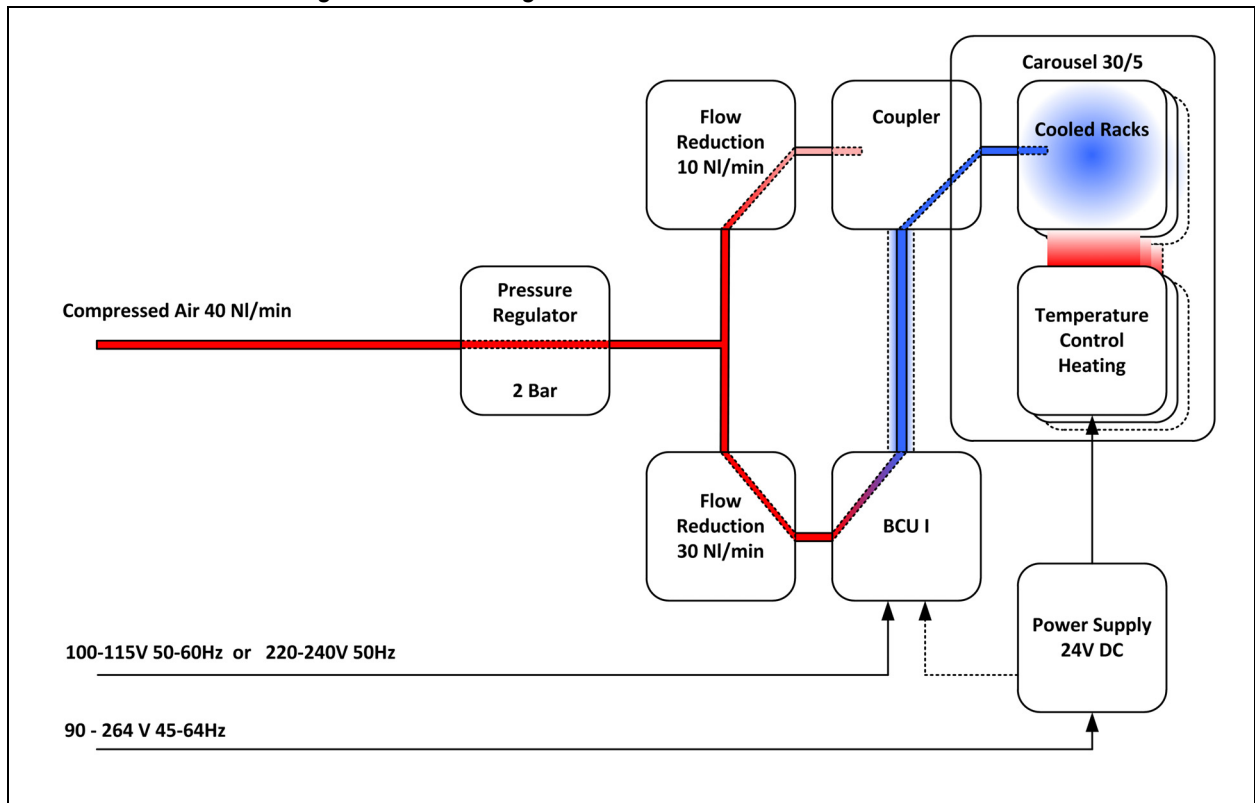 Carousel 30/5
Flow
Reduction
10 Nl/min
Coupler
Cooled Racks
Compressed Air 40 Nl/min
Pressure
Regulator
2 Bar
Temperature
Control
Heating
Flow
Reduction
30 Nl/min
BCU I
Power Supply
24V DC
100-115V 50-60Hz or 220-240V 50Hz
90 - 264 V 45-64Hz